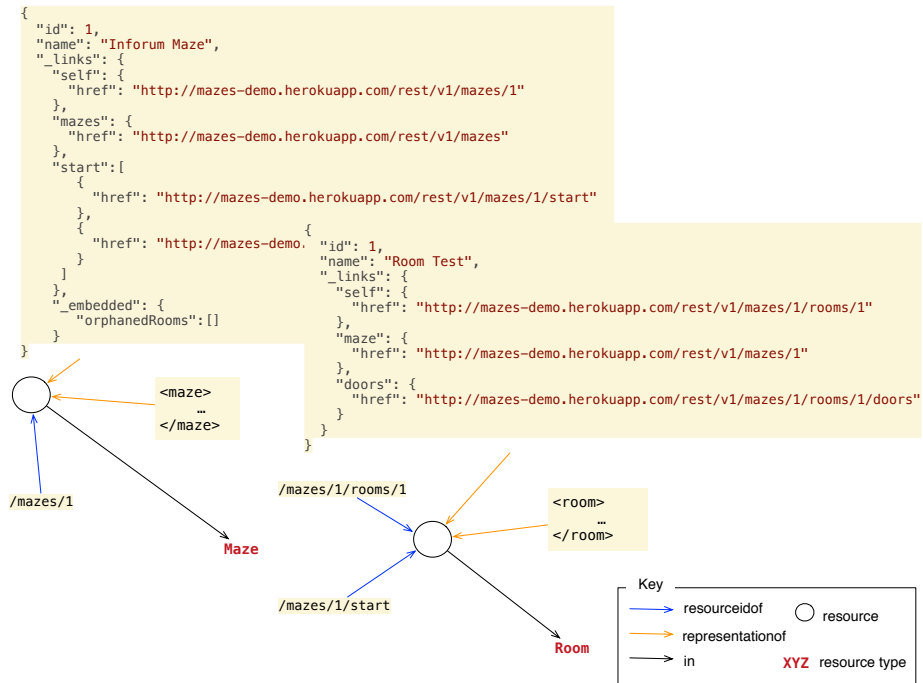 {
  "id": 1,
  "name": "Inforum Maze",
  "_links": {
    "self": {
      "href": "http://mazes-demo.herokuapp.com/rest/v1/mazes/1"
    },
    "mazes": {
      "href": "http://mazes-demo.herokuapp.com/rest/v1/mazes"
    },
    "start":[
      {
        "href": "http://mazes-demo.herokuapp.com/rest/v1/mazes/1/start"
      },
      {
        "href": "http://mazes-demo.
      }
    ]
    },
    "_embedded": {
      "orphanedRooms":[]
    }
}
{
  "id": 1,
  "name": "Room Test",
  "_links": {
    "self": {
      "href": "http://mazes-demo.herokuapp.com/rest/v1/mazes/1/rooms/1"
    },
    "maze": {
      "href": "http://mazes-demo.herokuapp.com/rest/v1/mazes/1"
    },
    "doors": {
      "href": "http://mazes-demo.herokuapp.com/rest/v1/mazes/1/rooms/1/doors"
    }
  }
}
<maze>
…
</maze>
/mazes/1
Maze
/mazes/1/rooms/1
<room>
…
</room>
/mazes/1/start
Room
Key
resourceidof
resource
representationof
in
XYZ resource type